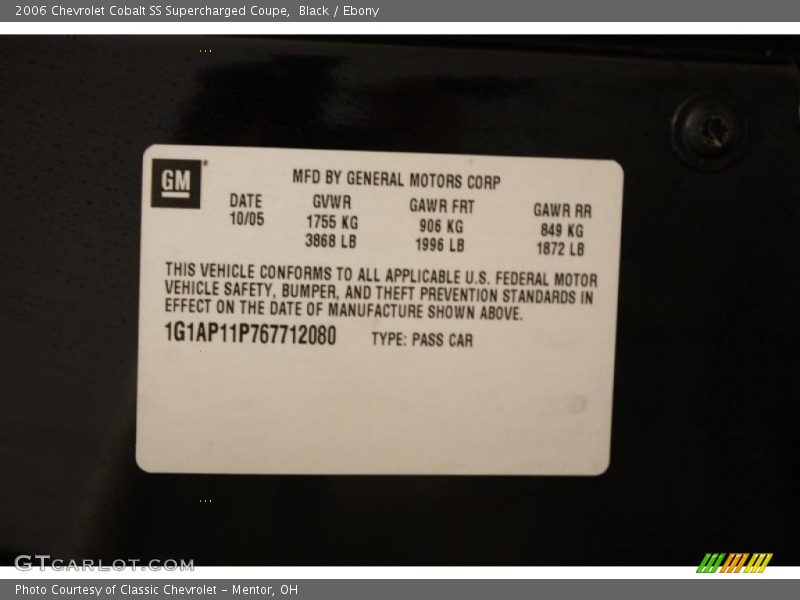 2006 Chevrolet Cobalt SS Supercharged Coupe, Black / Ebony
GM
MFD BY GENERAL MOTORS CORP
DATE GVWR GAWR FRT GAWR RR
10/05 1755 KG 906 KG 849 KG
3868 LB 1996 LB 1872 LB
THIS VEHICLE CONFORMS TO ALL APPLICABLE U.S. FEDERAL MOTOR
VEHICLE SAFETY, BUMPER, AND THEFT PREVENTION STANDARDS IN
EFFECT ON THE DATE OF MANUFACTURE SHOWN ABOVE.
1G1AP11P767712080 TYPE: PASS CAR
GTCARLOT.COM
Photo Courtesy of Classic Chevrolet - Mentor, OH